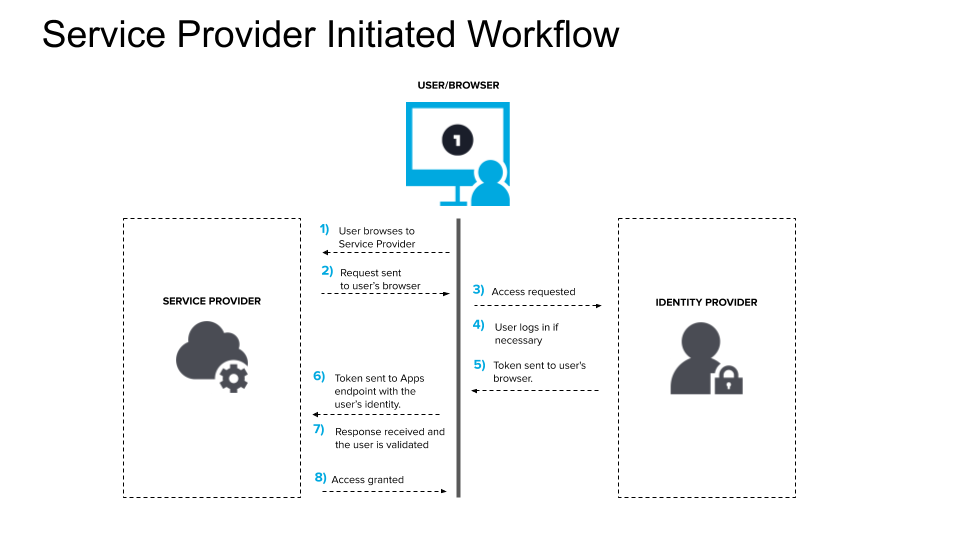 Service Provider Initiated Workflow
USER/BROWSER
1
1) User browses to
Service Provider
2) Request sent
to user's browser
3) Access requested
SERVICE PROVIDER
IDENTITY PROVIDER
4) User logs in if
necessary
5) Token sent to user's
browser.
6) Token sent to Apps
endpoint with the
user's identity.
7) Response received and
the user is validated
8) Access granted